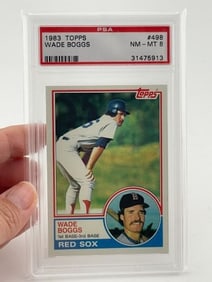 PSA
1983 TOPPS #498
WADE BOGGS NM-MT 8
31475913
Topps
WADE
BOGGS
1st BASE-3rd BASE
RED SOX